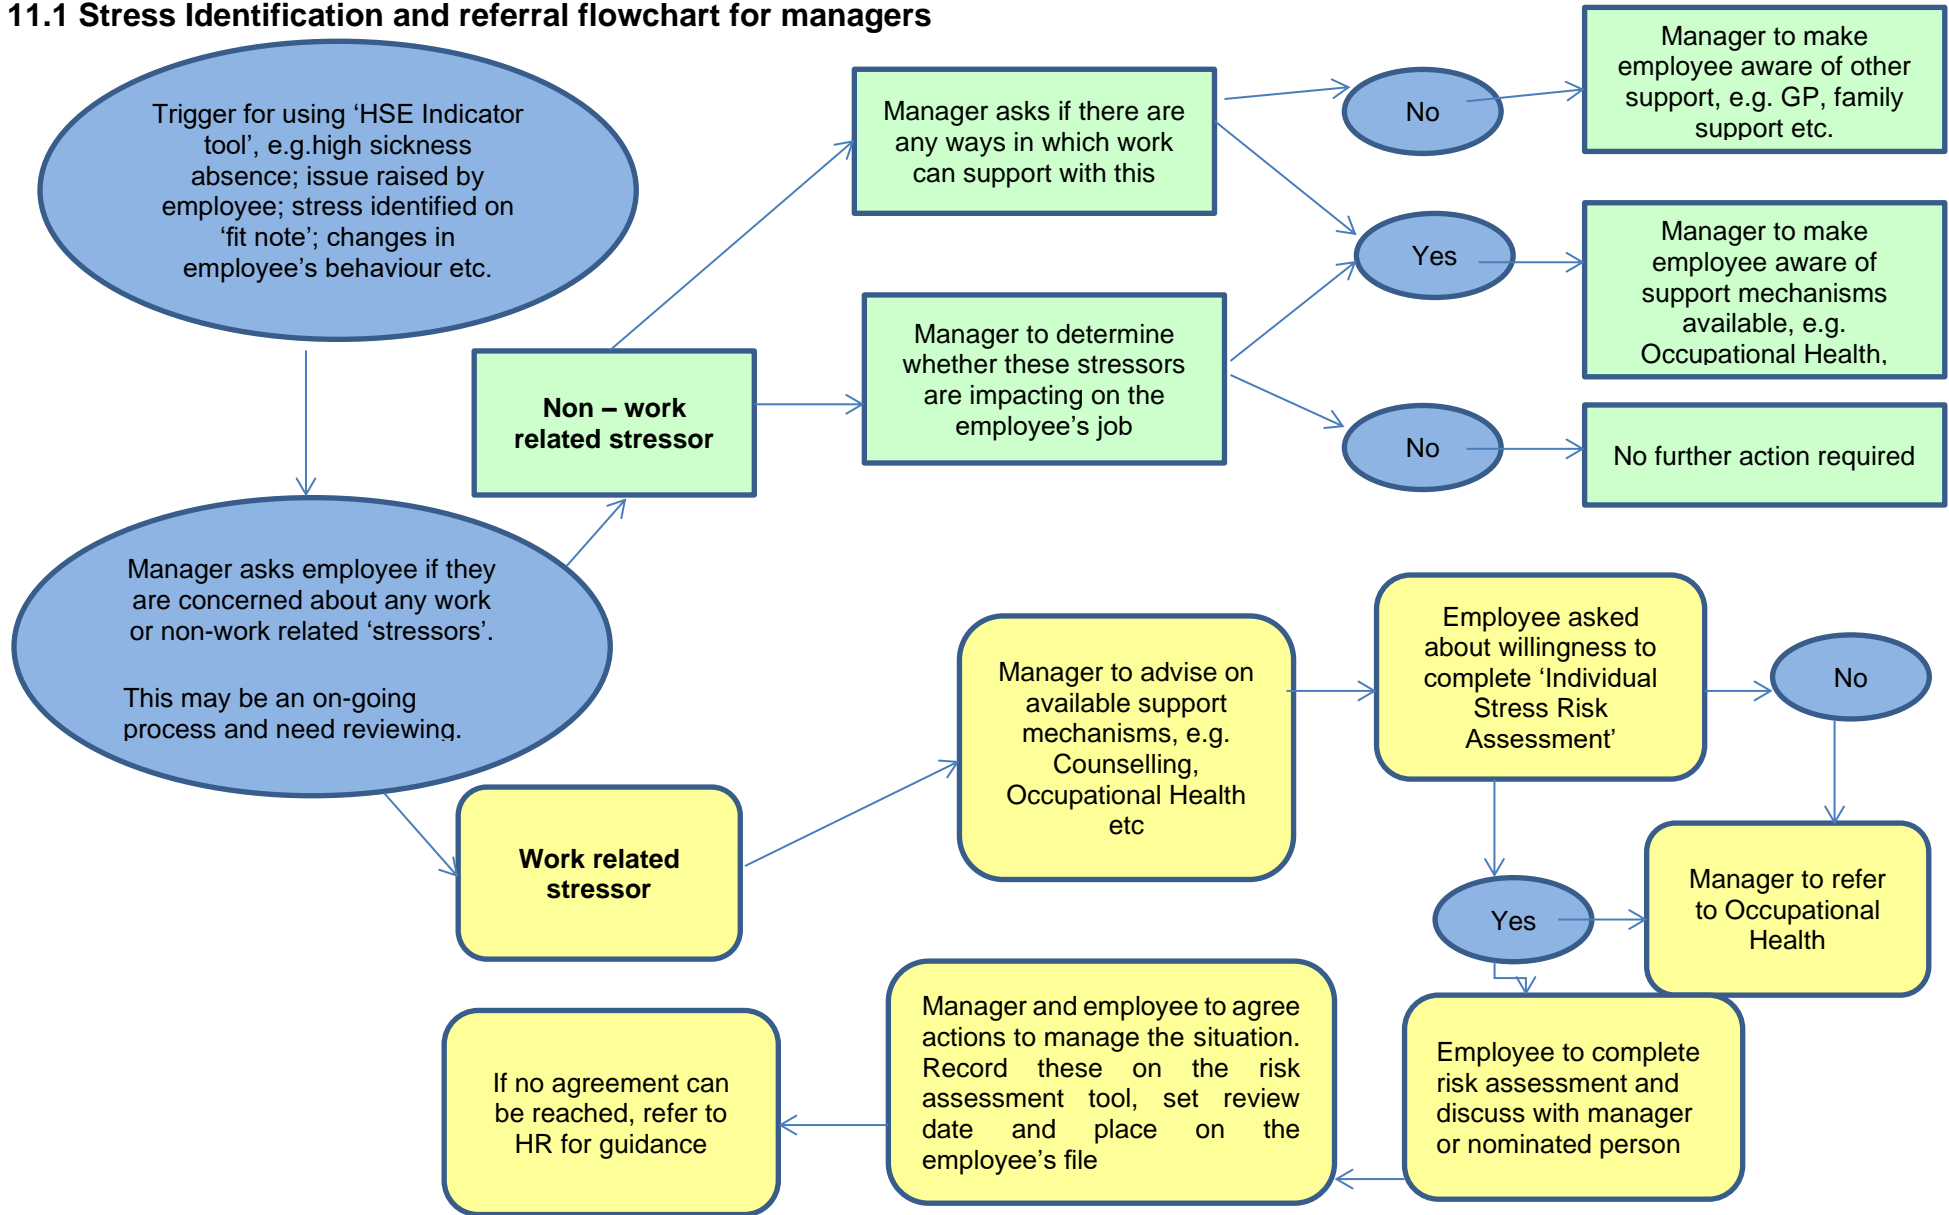 11.1 Stress Identification and referral flowchart for managers
Trigger for using ‘HSE Indicator
tool’, e.g.high sickness
absence; issue raised by
employee; stress identified on
‘fit note’; changes in
employee’s behaviour etc.
Manager asks if there are
any ways in which work
can support with this
No
Manager to make
employee aware of other
support, e.g. GP, family
support etc.
Yes
Manager to make
employee aware of
support mechanisms
available, e.g.
Occupational Health,
Non – work
related stressor
Manager to determine
whether these stressors
are impacting on the
employee’s job
No
No further action required
Manager asks employee if they
are concerned about any work
or non-work related ‘stressors’.
This may be an on-going
process and need reviewing.
Work related
stressor
Manager to advise on
available support
mechanisms, e.g.
Counselling,
Occupational Health
etc
Employee asked
about willingness to
complete ‘Individual
Stress Risk
Assessment’
No
Yes
Manager to refer
to Occupational
Health
Employee to complete
risk assessment and
discuss with manager
or nominated person
Manager and employee to agree
actions to manage the situation.
Record these on the risk
assessment tool, set review
date and place on the
employee’s file
If no agreement can
be reached, refer to
HR for guidance